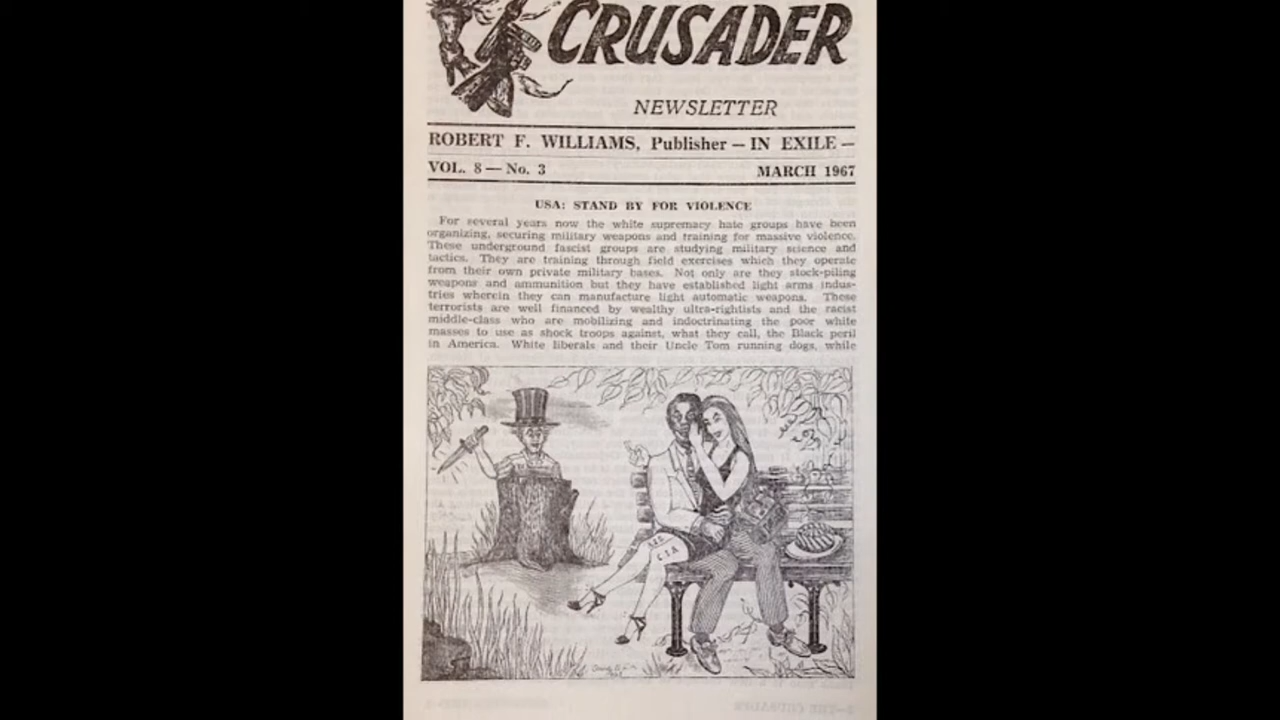 CRUSADER
NEWSLETTER
ROBERT F. WILLIAMS, Publisher — IN EXILE —
VOL. 8 — No. 3 MARCH 1967
USA: STAND BY FOR VIOLENCE
For several years now the white supremacy hate groups have been
organizing, securing military weapons and training for massive violence.
These underground fascist groups are studying military science and
tactics. They are training through field exercises which they operate
from their own private military bases. Not only are they stock-piling
weapons and ammunition but they have established light arms indus-
tries wherein they can manufacture light automatic weapons. These
terrorists are well financed by wealthy ultra-rightists and the racist
middle-class who are mobilizing and indoctrinating the poor white
masses to use as shock troops against, what they call, the Black peril
in America. White liberals and their Uncle Tom running dogs, while
C.I.A